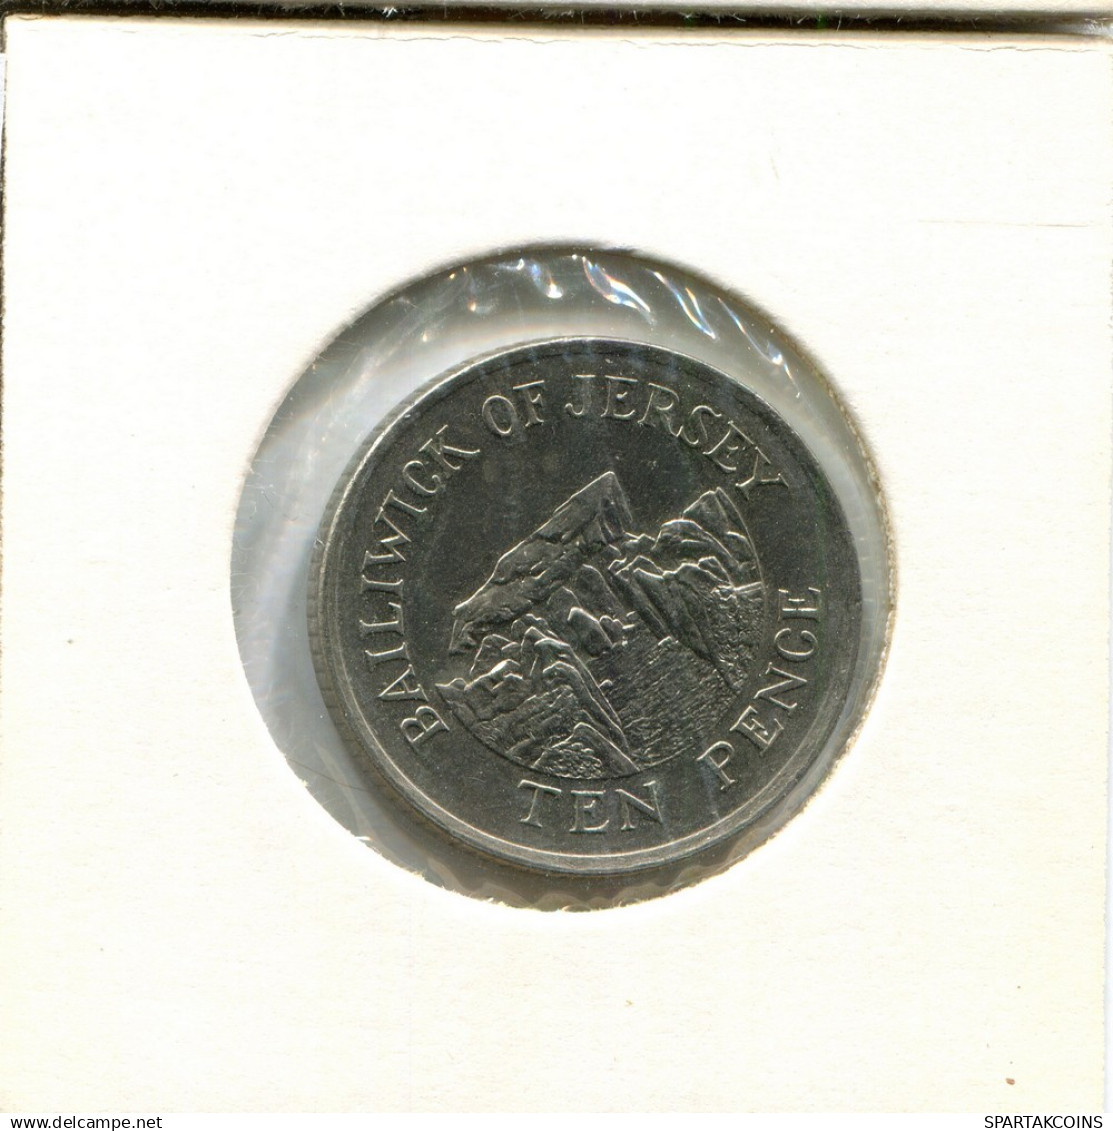 BAILIWICK OF JERSEY
TEN PENCE
www.delcampe.net
SPARTAKCOINS